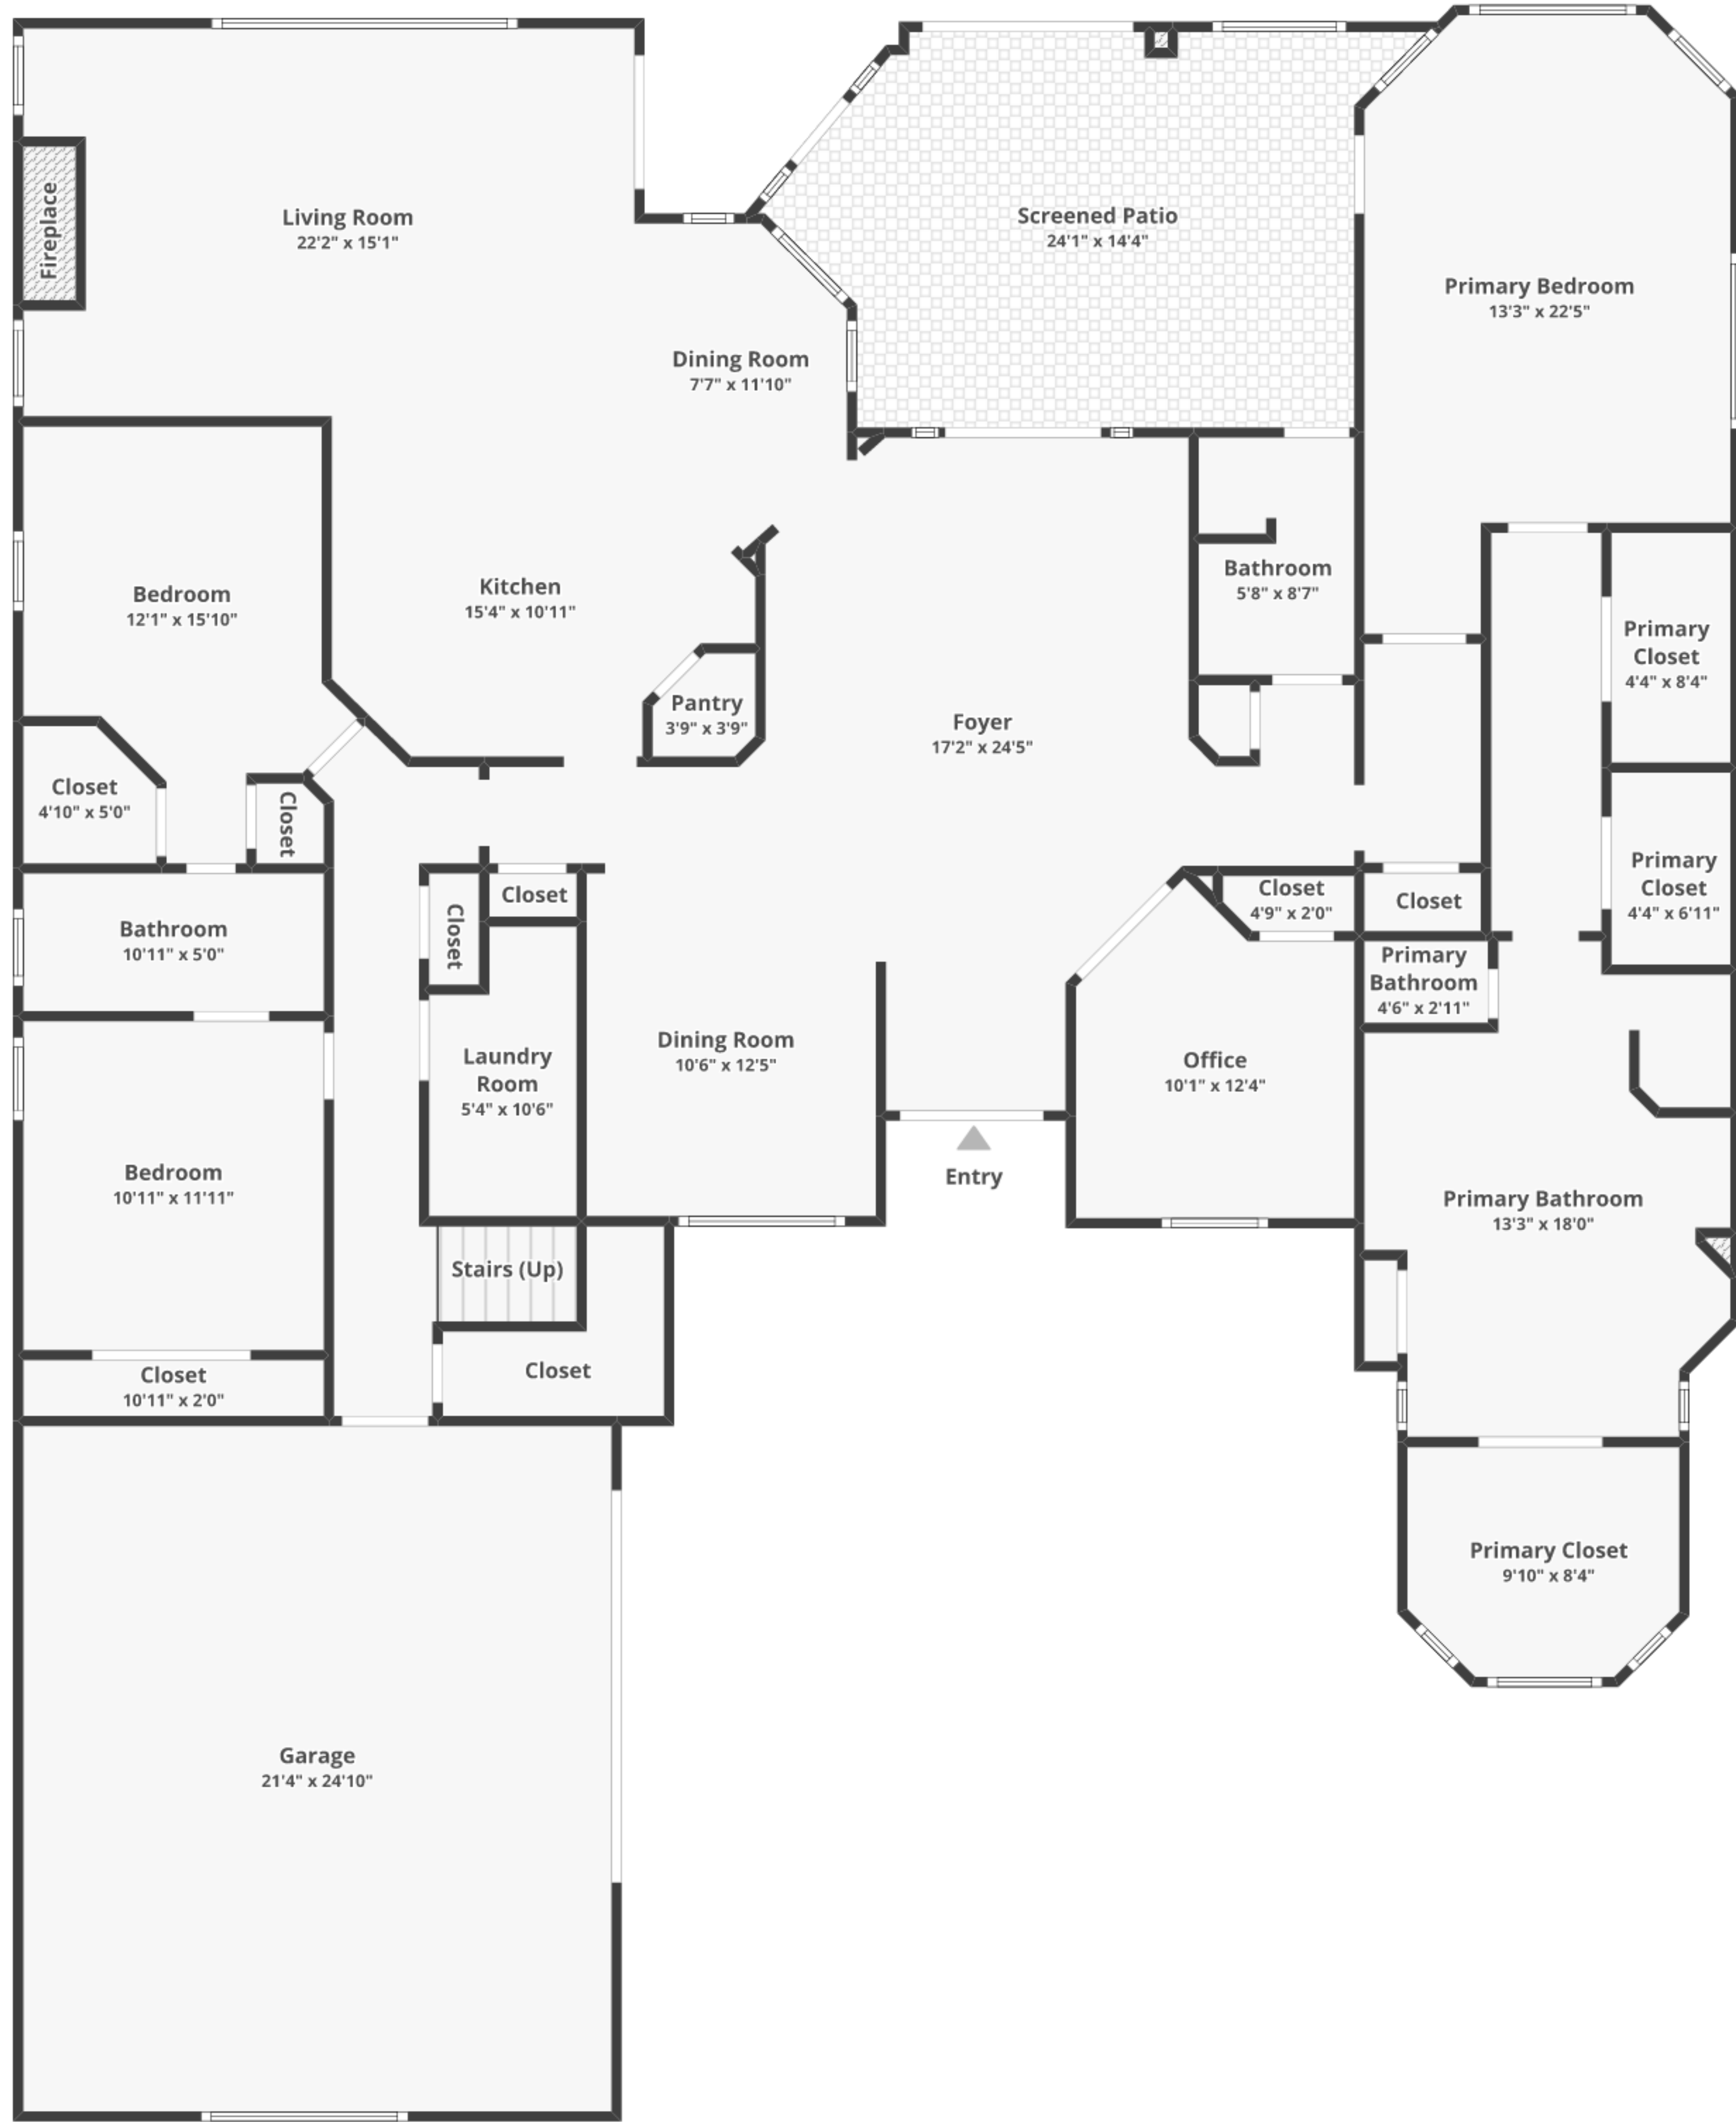 Living Room
22'2" x 15'1"
Fireplace
Screened Patio
24'1" x 14'4"
Primary Bedroom
13'3" x 22'5"
Dining Room
7'7" x 11'10"
Bedroom
12'1" x 15'10"
Kitchen
15'4" x 10'11"
Bathroom
5'8" x 8'7"
Primary
Closet
4'4" x 8'4"
Pantry
3'9" x 3'9"
Foyer
17'2" x 24'5"
Closet
4'10" x 5'0"
Closet
Primary
Closet
4'4" x 6'11"
Closet
Closet
Closet
4'9" x 2'0"
Closet
Bathroom
10'11" x 5'0"
Primary
Bathroom
4'6" x 2'11"
Laundry
Room
5'4" x 10'6"
Dining Room
10'6" x 12'5"
Office
10'1" x 12'4"
Bedroom
10'11" x 11'11"
Entry
Primary Bathroom
13'3" x 18'0"
Stairs (Up)
Closet
10'11" x 2'0"
Closet
Primary Closet
9'10" x 8'4"
Garage
21'4" x 24'10"